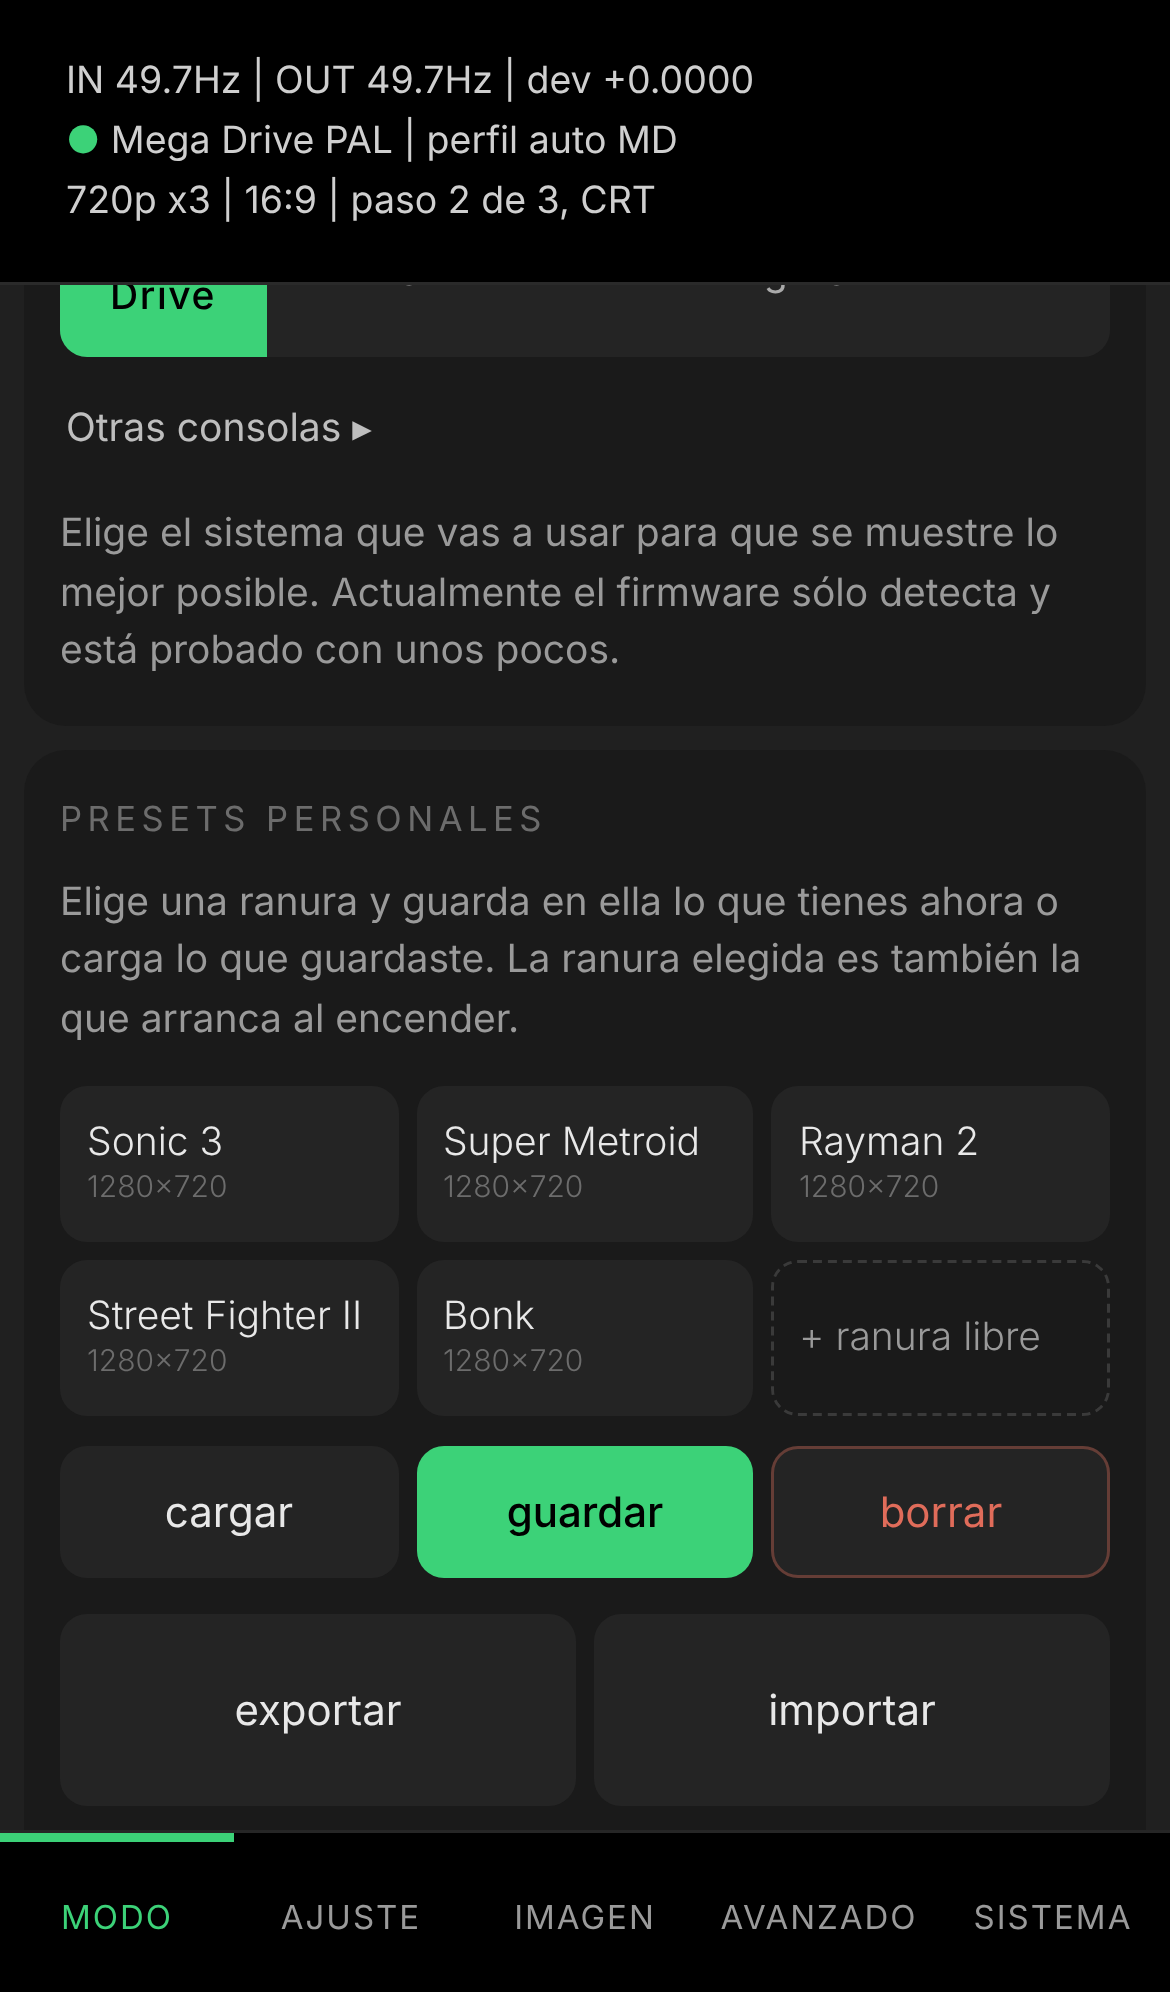 IN 49.7Hz | OUT 49.7Hz | dev +0.0000
Mega Drive PAL | perfil auto MD
720p x3 | 16:9 | paso 2 de 3, CRT
Drive
Otras consolas ▸
Elige el sistema que vas a usar para que se muestre lo
mejor posible. Actualmente el firmware sólo detecta y
está probado con unos pocos.
PRESETS PERSONALES
Elige una ranura y guarda en ella lo que tienes ahora o
carga lo que guardaste. La ranura elegida es también la
que arranca al encender.
Sonic 3
1280×720
Super Metroid
1280×720
Rayman 2
1280×720
Street Fighter II
1280×720
Bonk
1280×720
+ ranura libre
cargar
guardar
borrar
exportar
importar
MODO
AJUSTE
IMAGEN
AVANZADO
SISTEMA